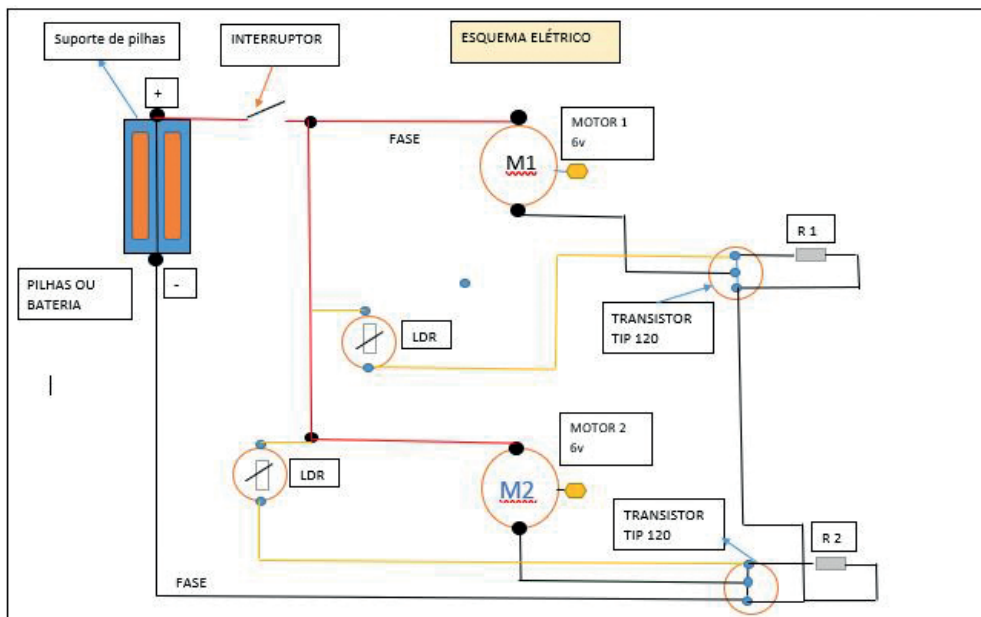 Suporte de pilhas
INTERRUPTOR
ESQUEMA ELÉTRICO
+
FASE
MOTOR 1
6v
M1
R 1
PILHAS OU
BATERIA
-
LDR
TRANSISTOR
TIP 120
MOTOR 2
6v
LDR
M2
TRANSISTOR
TIP 120
R 2
FASE